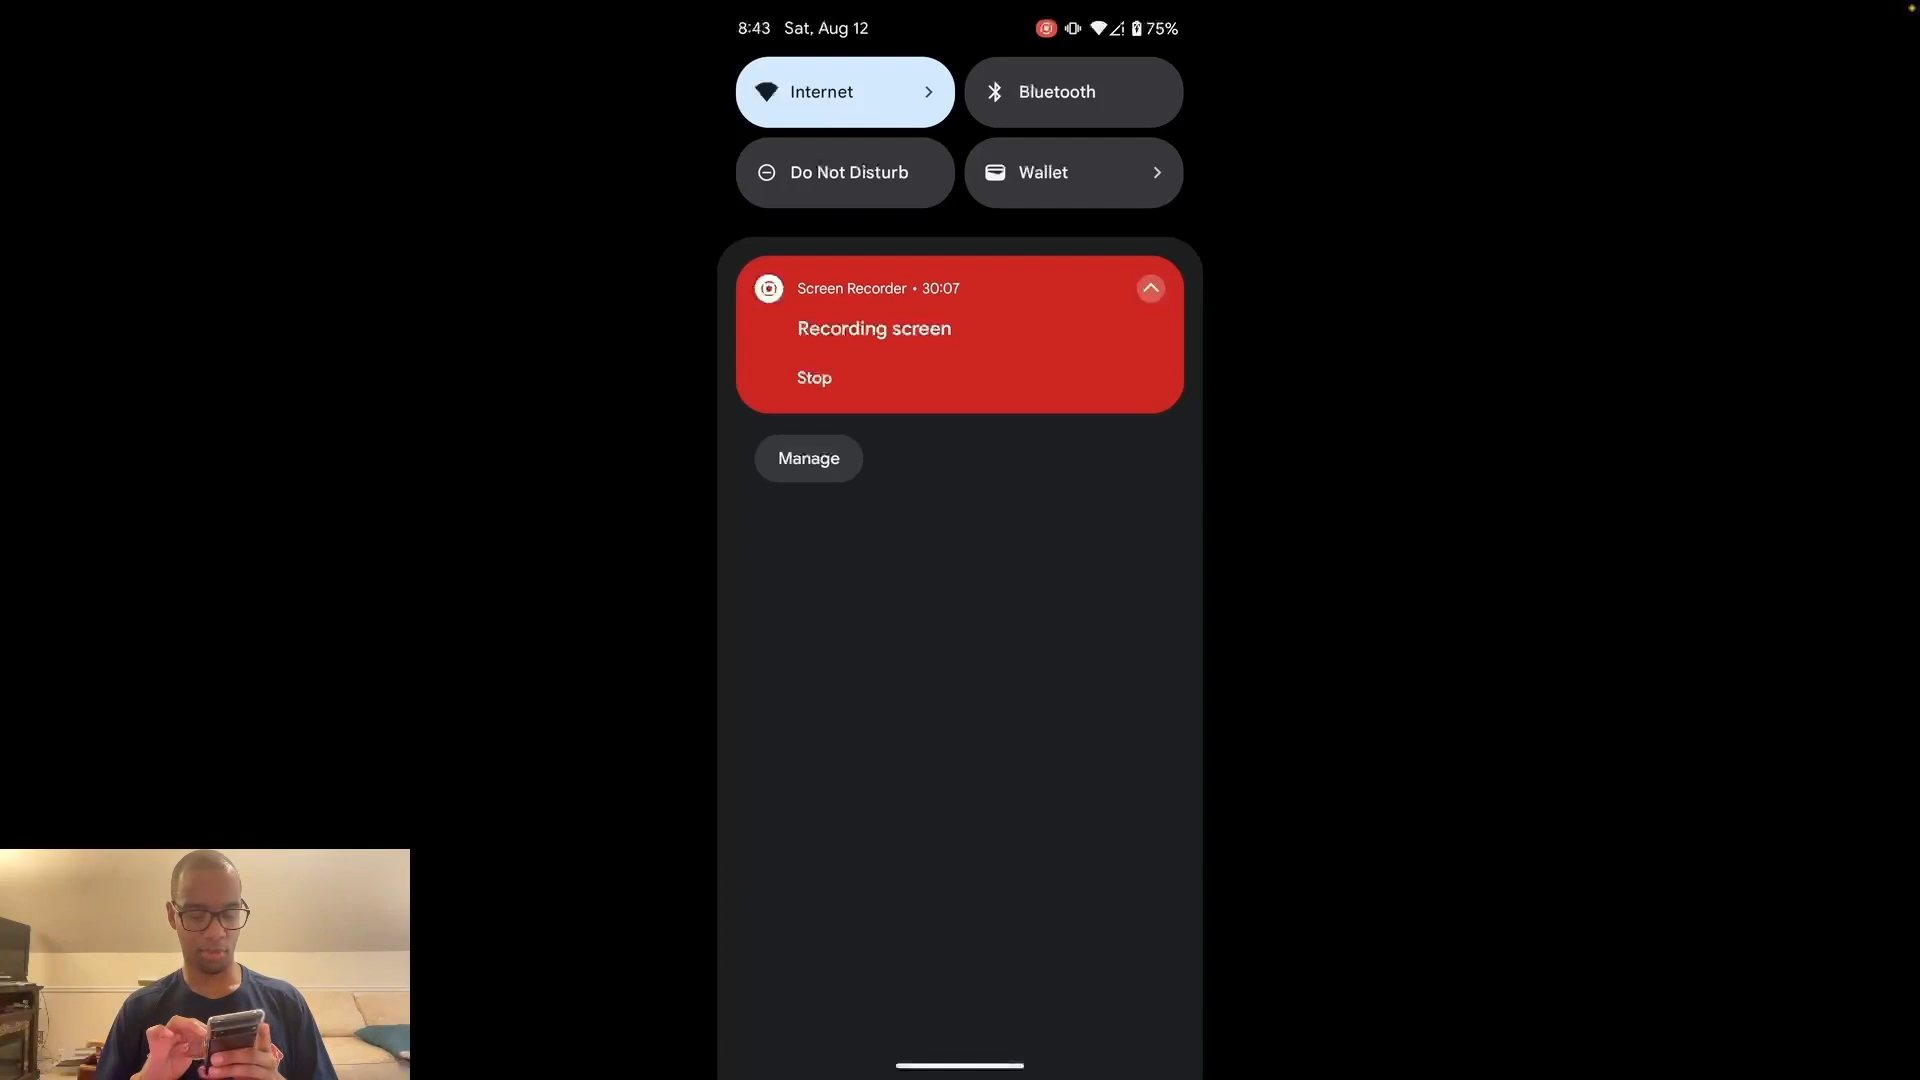 8:43 Sat, Aug 12 75%
Internet
Bluetooth
Do Not Disturb
Wallet
Screen Recorder • 30:07
Recording screen
Stop
Manage